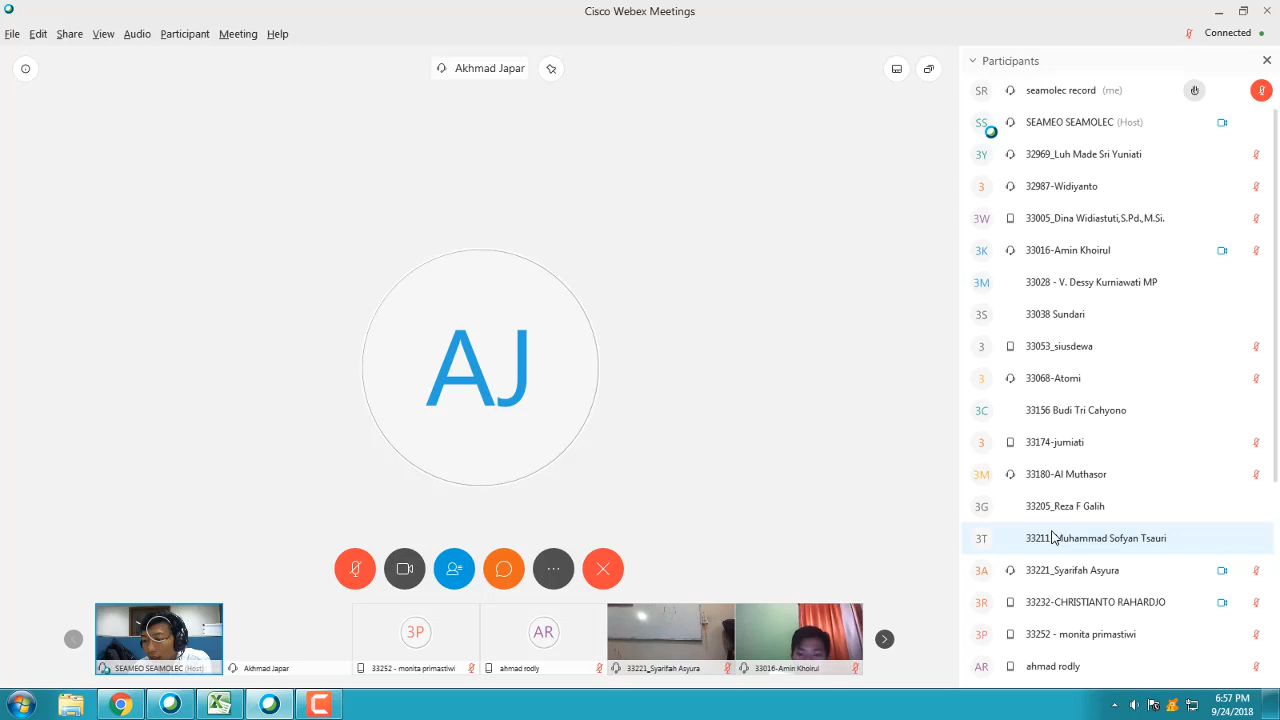 Cisco Webex Meetings
File Edit Share View Audio Participant Meeting Help
Connected
Akhmad Japar
Participants
SR seamolec record (me)
SS SEAMEO SEAMOLEC (Host)
3Y 32969_Luh Made Sri Yuniati
3 32987-Widiyanto
3W 33005_Dina Widiastuti,S.Pd.,M.Si.
3K 33016-Amin Khoirul
3M 33028 - V. Dessy Kurniawati MP
3S 33038 Sundari
3 33053_siusdewa
3 33068-Atomi
3C 33156 Budi Tri Cahyono
3 33174-jumiati
3M 33180-Al Muthasor
3G 33205_Reza F Galih
3T 33211 Muhammad Sofyan Tsauri
3A 33221_Syarifah Asyura
3R 33232-CHRISTIANTO RAHARDJO
3P 33252 - monita primastiwi
AR ahmad rodly
AJ
3P
AR
SEAMEO SEAMOLEC (Host)
Akhmad Japar
33252 - monita primastiwi
ahmad rodly
33221_Syarifah Asyura
33016-Amin Khoirul
6:57 PM
9/24/2018